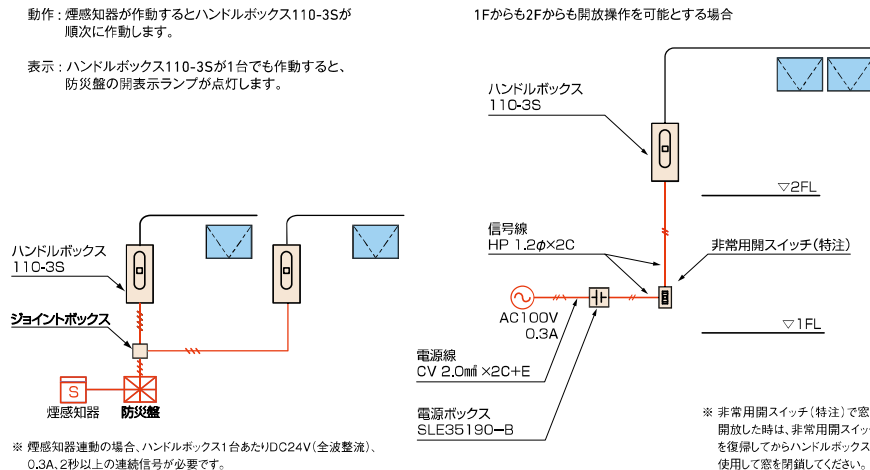 動作：煙感知器が作動するとハンドルボックス110-3Sが
順次に作動します。
表示：ハンドルボックス110-3Sが1台でも作動すると、
防災盤の開表示ランプが点灯します。
ハンドルボックス
110-3S
ジョイントボックス
S
煙感知器
防災盤
※ 煙感知器連動の場合、ハンドルボックス1台あたりDC24V(全波整流)、
0.3A、2秒以上の連続信号が必要です。
1Fからも2Fからも開放操作を可能とする場合
ハンドルボックス
110-3S
▽2FL
信号線
HP 1.2φ×2C
非常用開スイッチ(特注)
AC100V
0.3A
▽1FL
電源線
CV 2.0m㎡×2C+E
電源ボックス
SLE35190-B
※ 非常用開スイッチ(特注)で窓
開放した時は、非常用開スイッチ
を復帰してからハンドルボックス
使用して窓を閉鎖してください。